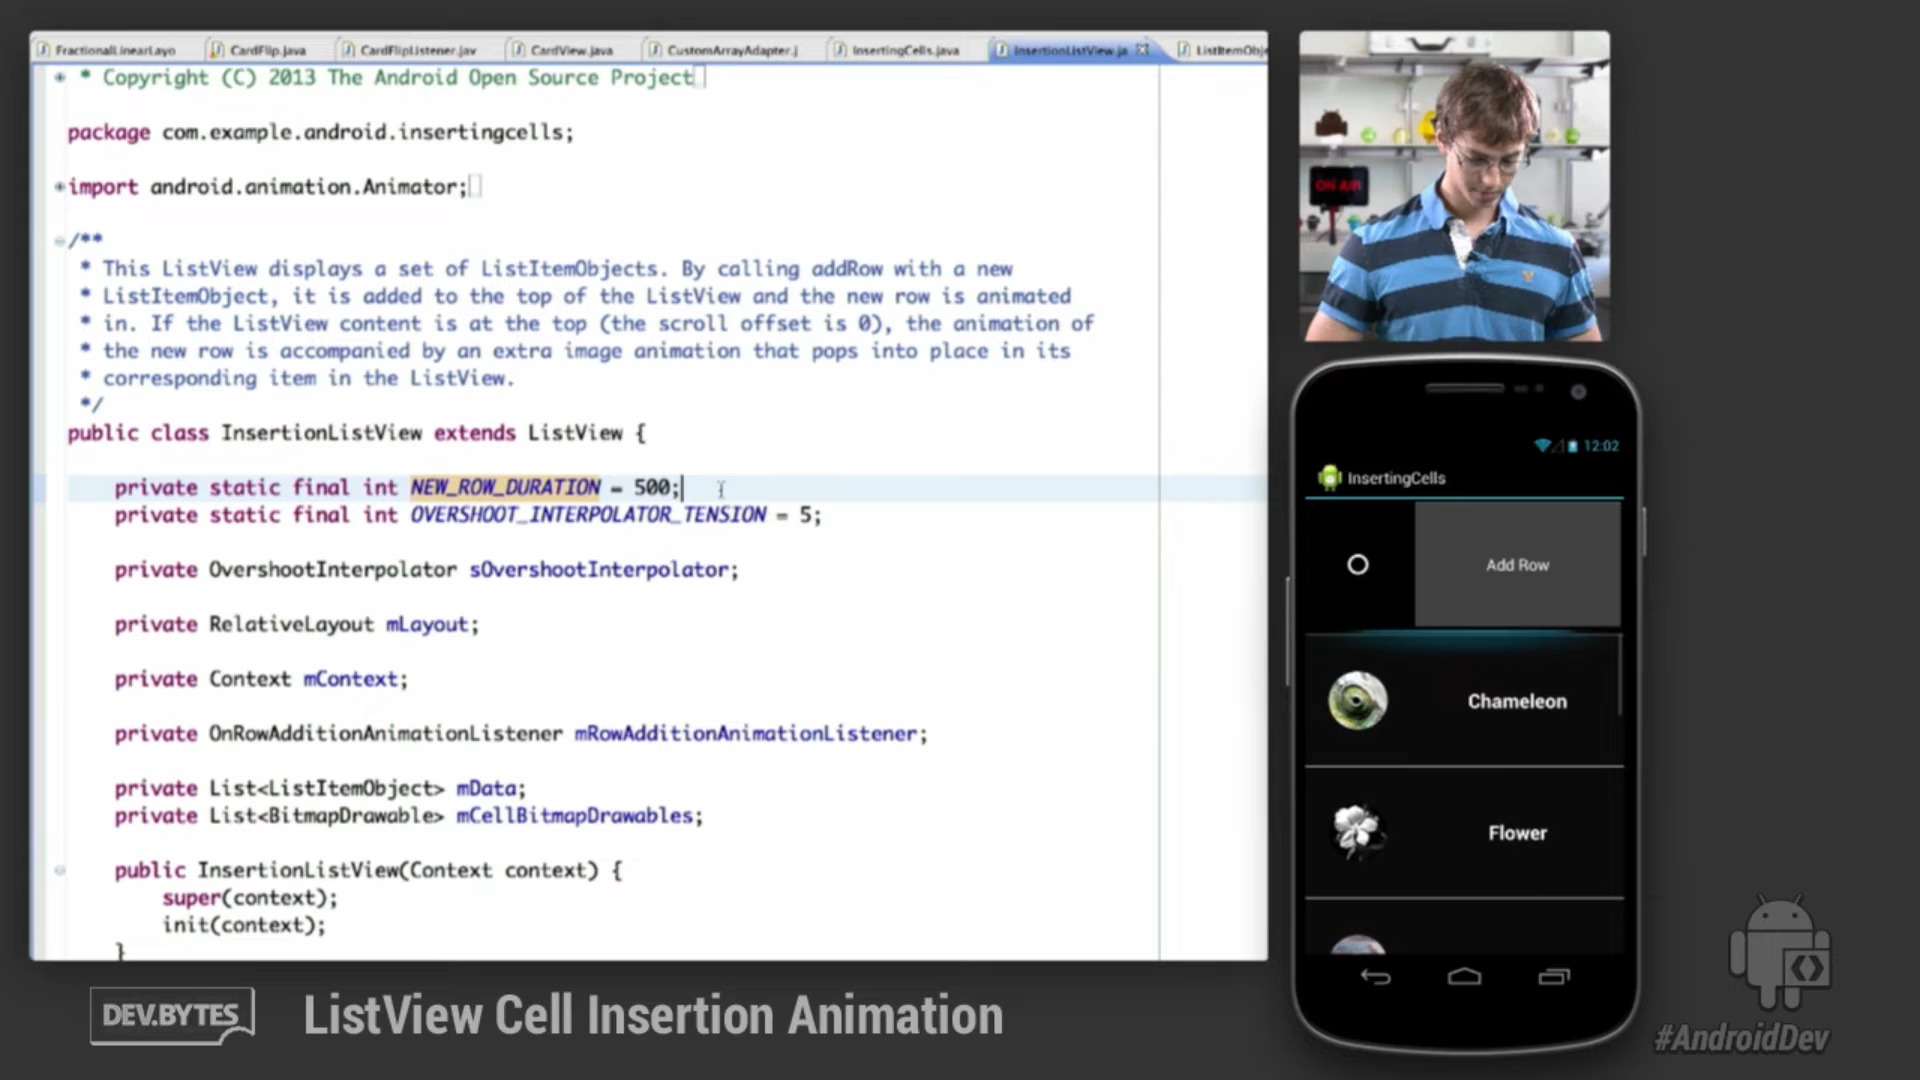 FractionalLinearLayo
CardFlip.java
CardFlipListener.jav
CardView.java
CustomArrayAdapter.j
InsertingCells.java
InsertionListView.ja
ListItemObje
* Copyright (C) 2013 The Android Open Source Project
package com.example.android.insertingcells;
import android.animation.Animator;
/**
* This ListView displays a set of ListItemObjects. By calling addRow with a new
* ListItemObject, it is added to the top of the ListView and the new row is animated
* in. If the ListView content is at the top (the scroll offset is 0), the animation of
* the new row is accompanied by an extra image animation that pops into place in its
* corresponding item in the ListView.
*/
public class InsertionListView extends ListView {
private static final int NEW_ROW_DURATION = 500;
private static final int OVERSHOOT_INTERPOLATOR_TENSION = 5;
private OvershootInterpolator sOvershootInterpolator;
private RelativeLayout mLayout;
private Context mContext;
private OnRowAdditionAnimationListener mRowAdditionAnimationListener;
private List<ListItemObject> mData;
private List<BitmapDrawable> mCellBitmapDrawables;
public InsertionListView(Context context) {
super(context);
init(context);
}
ON AIR
12:02
InsertingCells
Add Row
Chameleon
Flower
DEV.BYTES
ListView Cell Insertion Animation
#AndroidDev